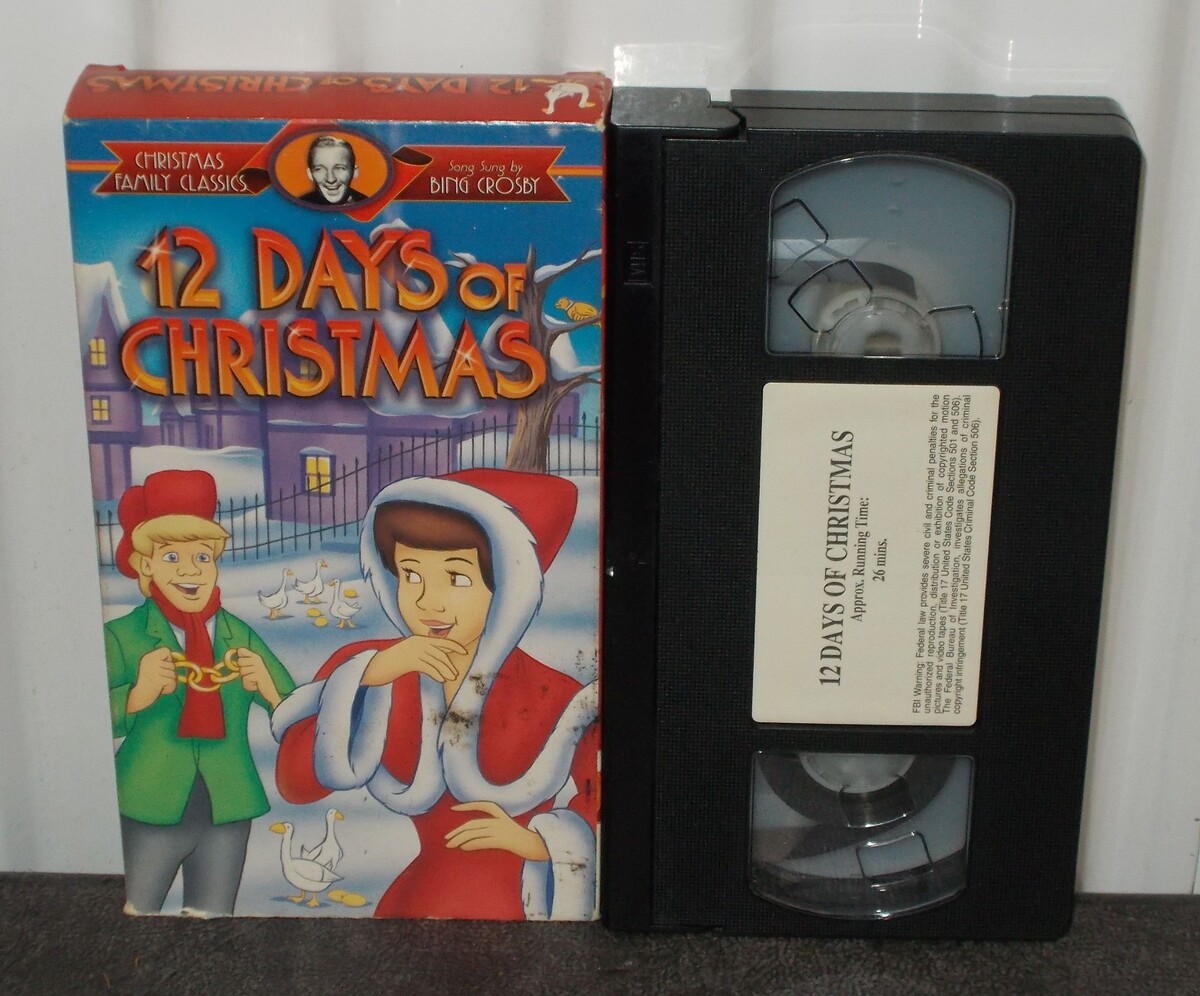 12 DAYS OF CHRISTMAS
CHRISTMAS
FAMILY CLASSICS
Song Sung by
BING CROSBY
12 DAYS OF
CHRISTMAS
VHS
12 DAYS OF CHRISTMAS
Approx. Running Time:
26 mins.
FBI Warning: Federal law provides severe civil and criminal penalties for the
unauthorized reproduction, distribution or exhibition of copyrighted motion
pictures and video tapes (Title 17 United States Code Sections 501 and 506).
The Federal Bureau of Investigation, investigates allegations of criminal
copyright infringement (Title 17 United States Criminal Code Section 506).